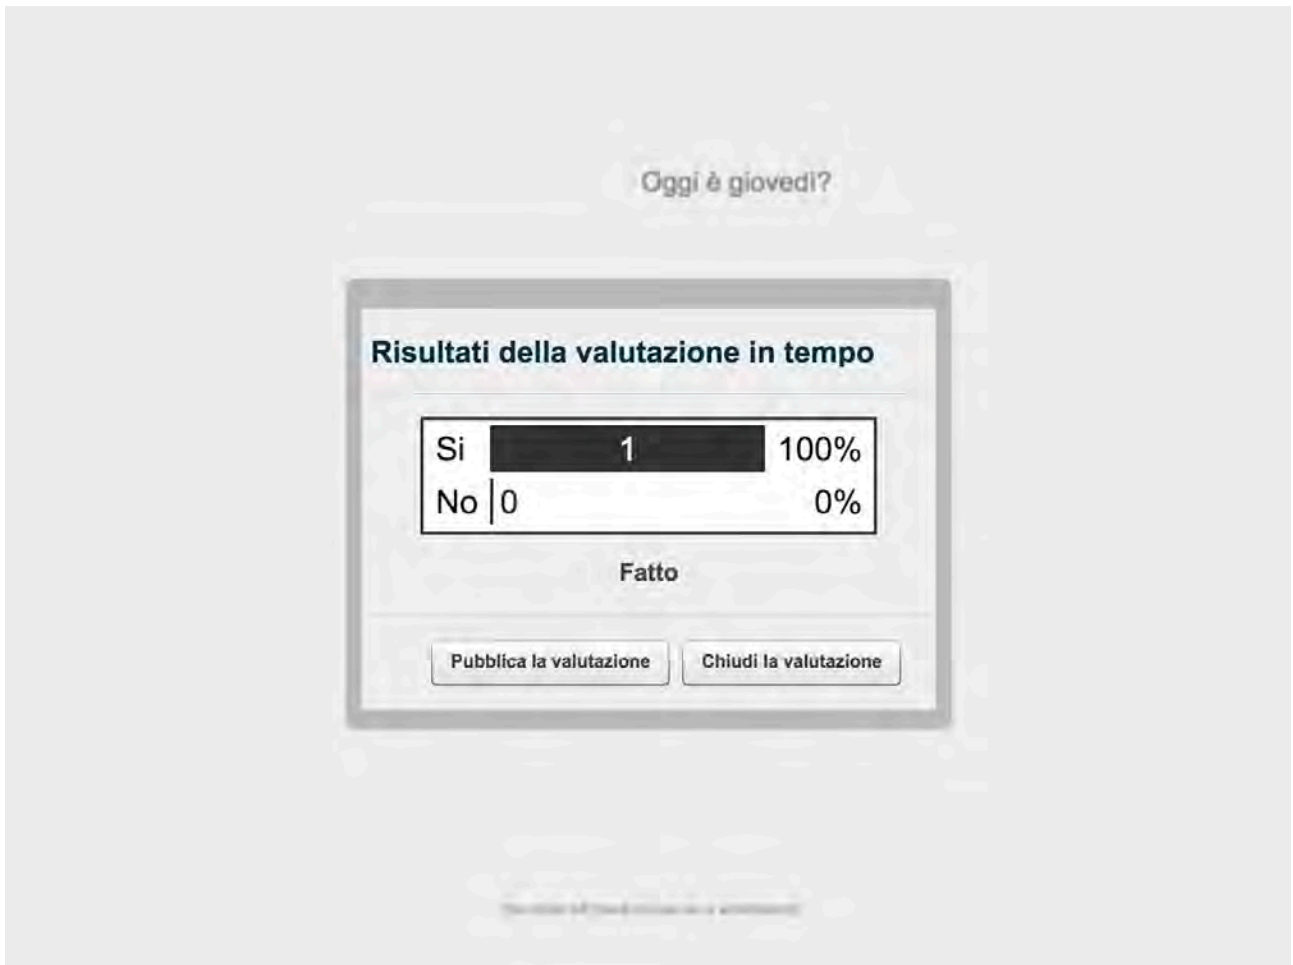 Oggi è giovedì?
Risultati della valutazione in tempo
Si 1 100%
No 0 0%
Fatto
Pubblica la valutazione Chiudi la valutazione